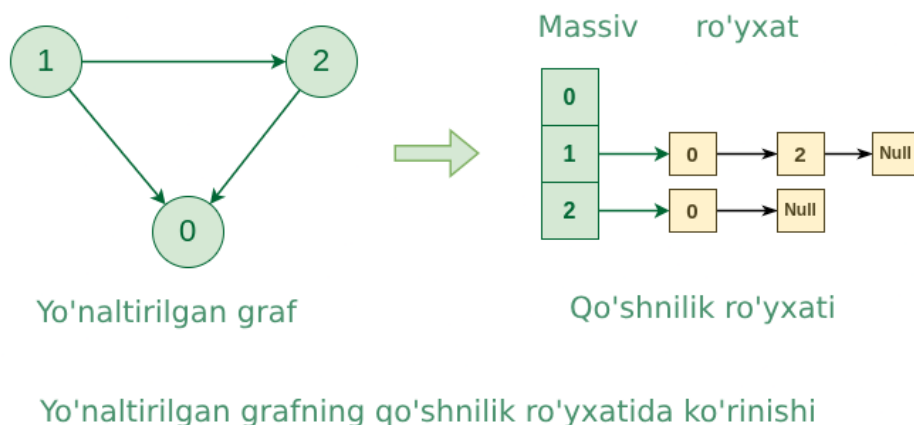 Massiv ro'yxat
1 2
0
0
1 0 2 Null
2 0 Null
Yo'naltirilgan graf
Qo'shnilik ro'yxati
Yo'naltirilgan grafning qo'shnilik ro'yxatida ko'rinishi